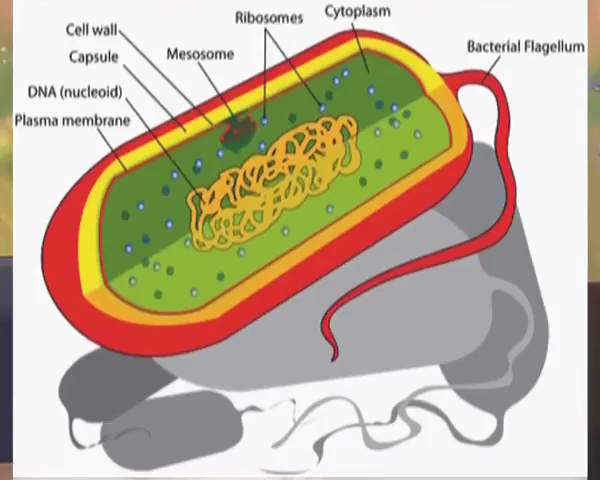 Cytoplasm
Ribosomes
Cell wall
Bacterial Flagellum
Mesosome
Capsule
DNA (nucleoid)
Plasma membrane